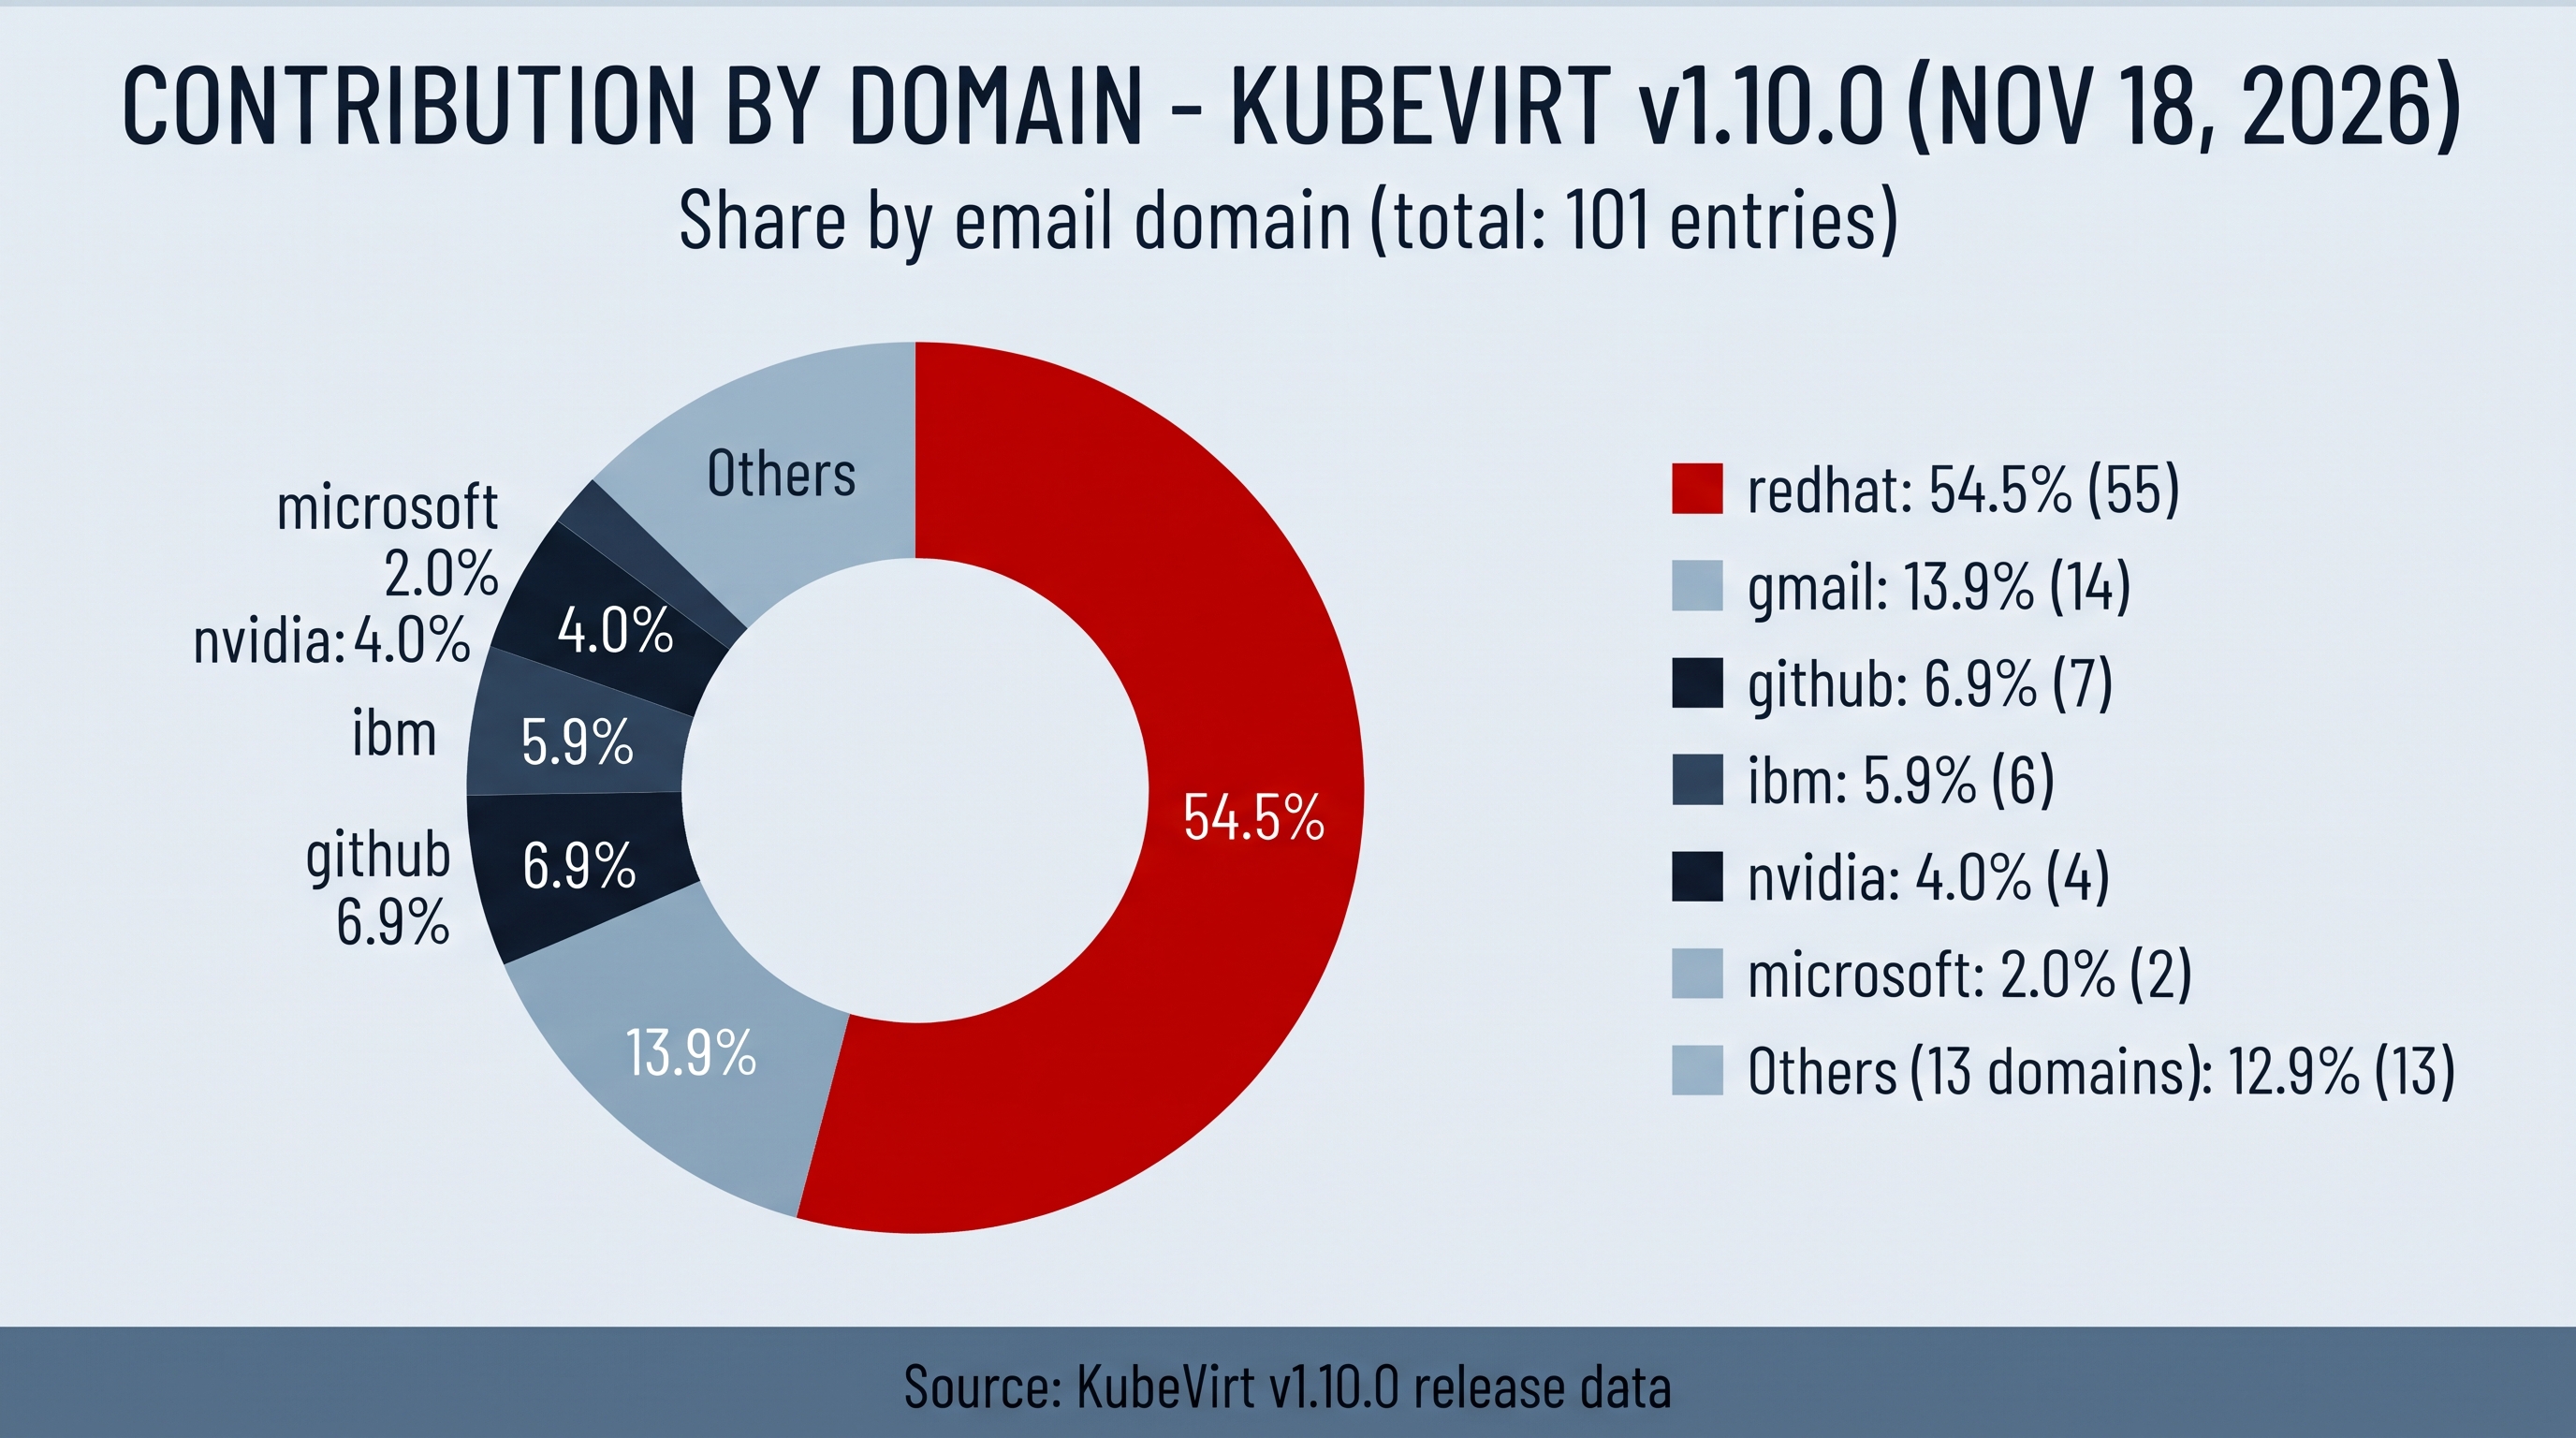 CONTRIBUTION BY DOMAIN - KUBEVIRT v1.10.0 (NOV 18, 2026)
Share by email domain (total: 101 entries)
Others
microsoft
2.0%
nvidia: 4.0%
4.0%
ibm
5.9%
github
6.9%
6.9%
13.9%
54.5%
redhat: 54.5% (55)
gmail: 13.9% (14)
github: 6.9% (7)
ibm: 5.9% (6)
nvidia: 4.0% (4)
microsoft: 2.0% (2)
Others (13 domains): 12.9% (13)
Source: KubeVirt v1.10.0 release data